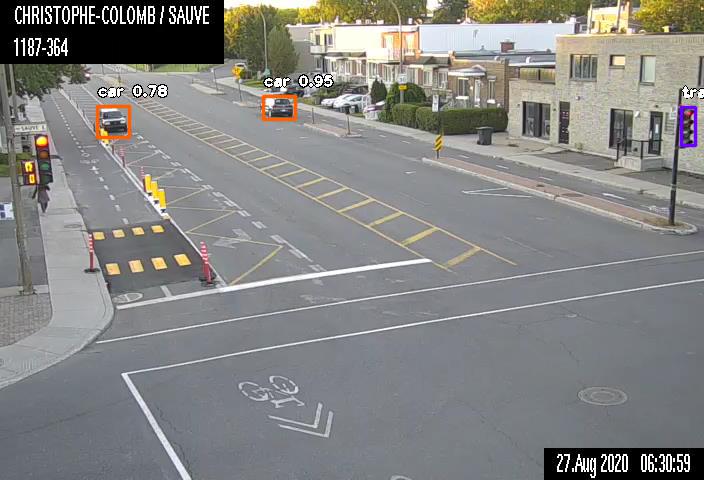 CHRISTOPHE-COLOMB / SAUVE
1187-364
car 0.78
car 0.95
tra
SAUVE E
27.Aug 2020 06:30:59